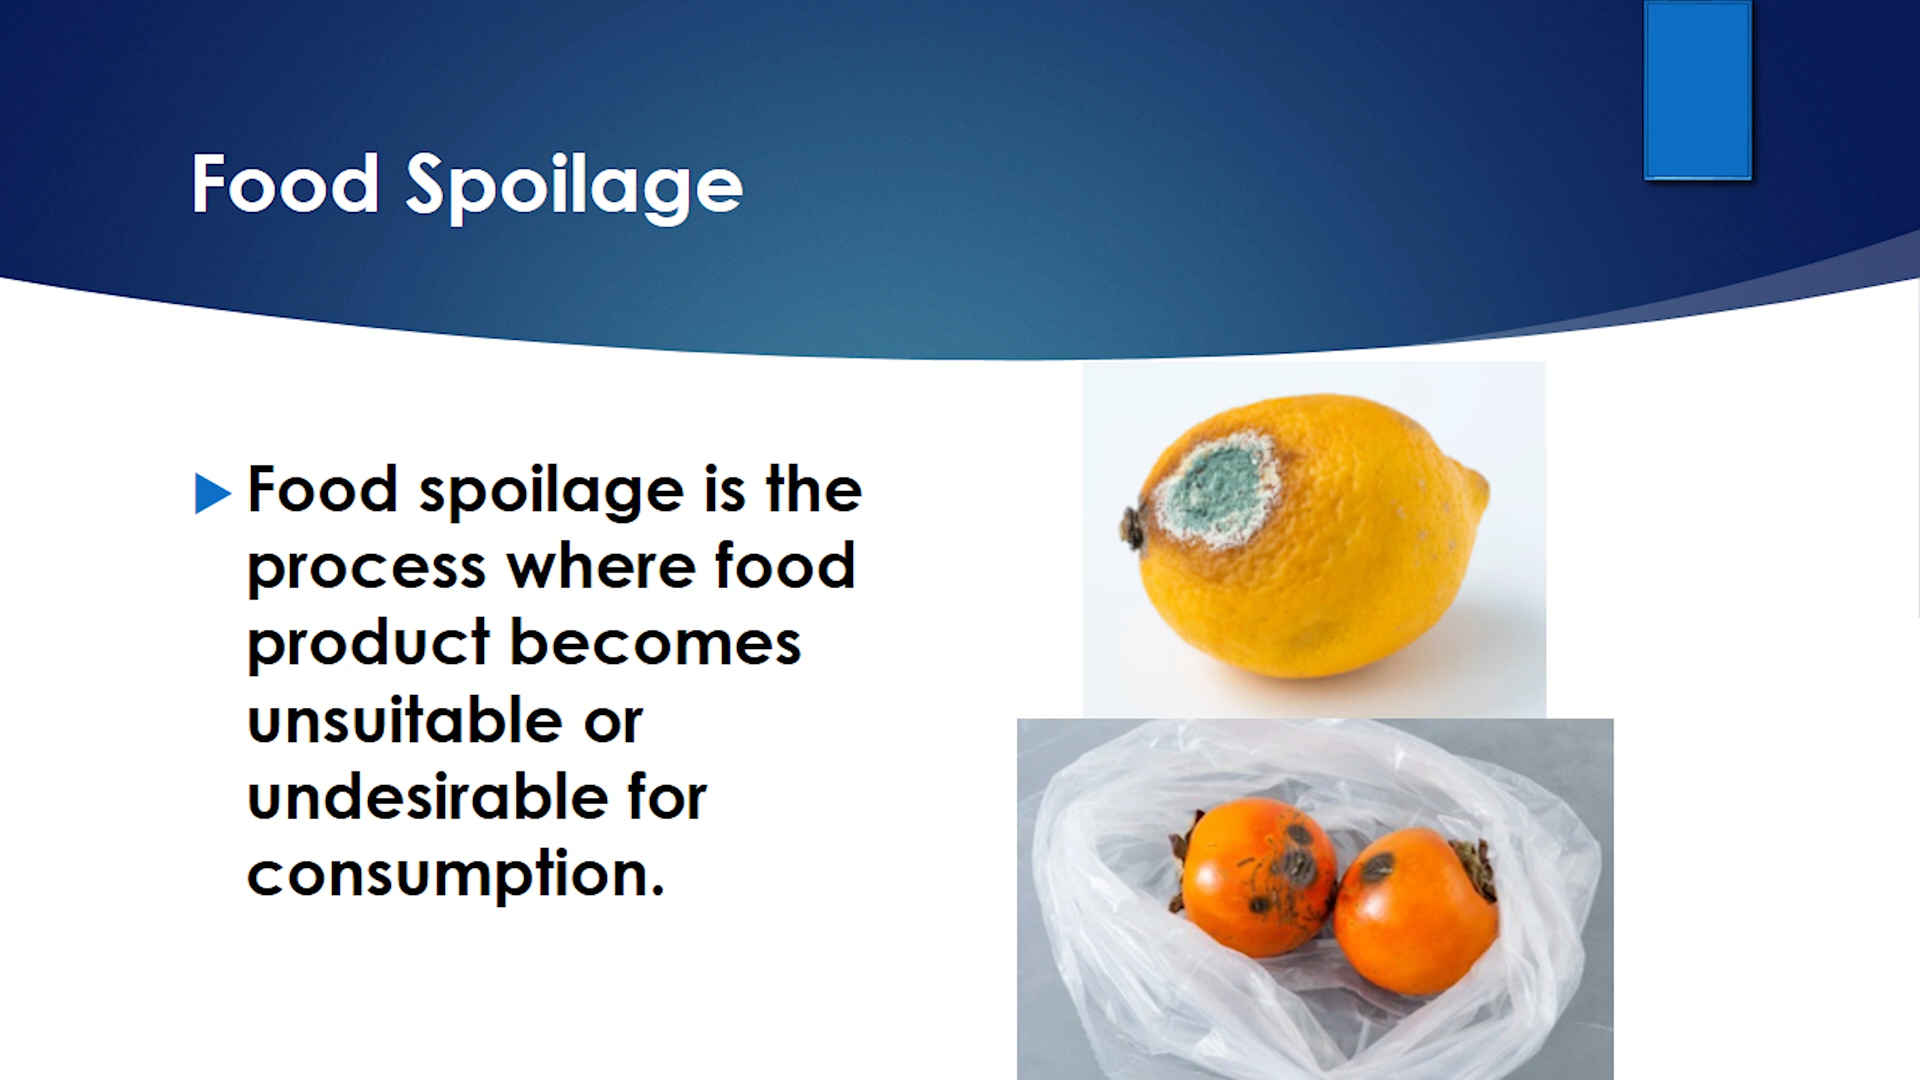 Food Spoilage
Food spoilage is the
process where food
product becomes
unsuitable or
undesirable for
consumption.